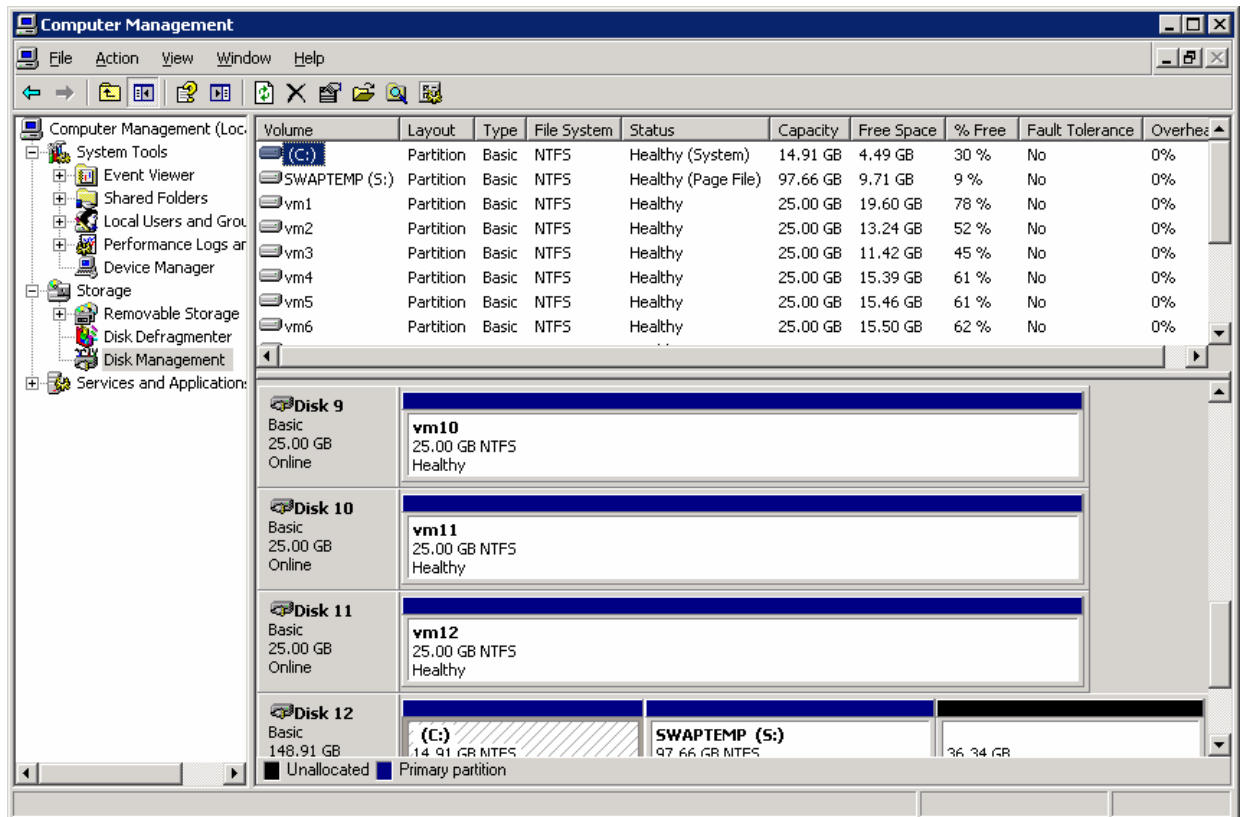 Computer Management
File Action View Window Help
Computer Management (Loc
System Tools
Event Viewer
Shared Folders
Local Users and Grou
Performance Logs ar
Device Manager
Storage
Removable Storage
Disk Defragmenter
Disk Management
Services and Application
Volume Layout Type File System Status Capacity Free Space % Free Fault Tolerance Overhea
(C:) Partition Basic NTFS Healthy (System) 14.91 GB 4.49 GB 30 % No 0%
SWAPTEMP (S:) Partition Basic NTFS Healthy (Page File) 97.66 GB 9.71 GB 9 % No 0%
vm1 Partition Basic NTFS Healthy 25.00 GB 19.60 GB 78 % No 0%
vm2 Partition Basic NTFS Healthy 25.00 GB 13.24 GB 52 % No 0%
vm3 Partition Basic NTFS Healthy 25.00 GB 11.42 GB 45 % No 0%
vm4 Partition Basic NTFS Healthy 25.00 GB 15.39 GB 61 % No 0%
vm5 Partition Basic NTFS Healthy 25.00 GB 15.46 GB 61 % No 0%
vm6 Partition Basic NTFS Healthy 25.00 GB 15.50 GB 62 % No 0%
Disk 9
Basic
25.00 GB
Online
vm10
25.00 GB NTFS
Healthy
Disk 10
Basic
25.00 GB
Online
vm11
25.00 GB NTFS
Healthy
Disk 11
Basic
25.00 GB
Online
vm12
25.00 GB NTFS
Healthy
Disk 12
Basic
148.91 GB
(C:)
14.91 GB NTFS
SWAPTEMP (S:)
97.66 GB NTFS
36.34 GB
Unallocated Primary partition